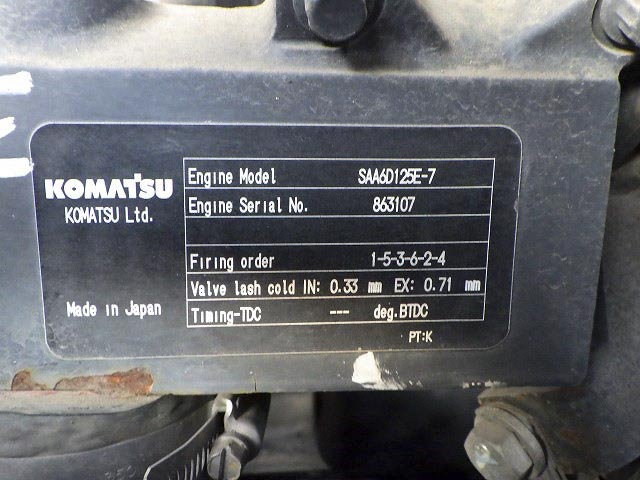 KOMATSU
KOMATSU Ltd.
Made in Japan
Engine Model SAA6D125E-7
Engine Serial No. 863107
Firing order 1-5-3-6-2-4
Valve lash cold IN: 0.33 mm EX: 0.71 mm
Timing-TDC --- deg.BTDC
PT:K